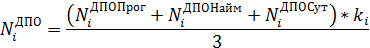 N_i^ДПО = ((N_i^ДПОПрог + N_i^ДПОНайм + N_i^ДПОСут) * k_i) / 3